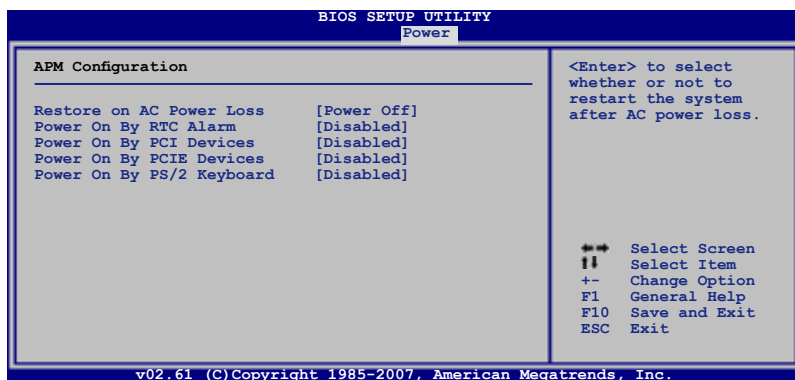 BIOS SETUP UTILITY
Power
APM Configuration
Restore on AC Power Loss [Power Off]
Power On By RTC Alarm [Disabled]
Power On By PCI Devices [Disabled]
Power On By PCIE Devices [Disabled]
Power On By PS/2 Keyboard [Disabled]
<Enter> to select
whether or not to
restart the system
after AC power loss.
←→ Select Screen
↑↓ Select Item
+- Change Option
F1 General Help
F10 Save and Exit
ESC Exit
v02.61 (C)Copyright 1985-2007, American Megatrends, Inc.